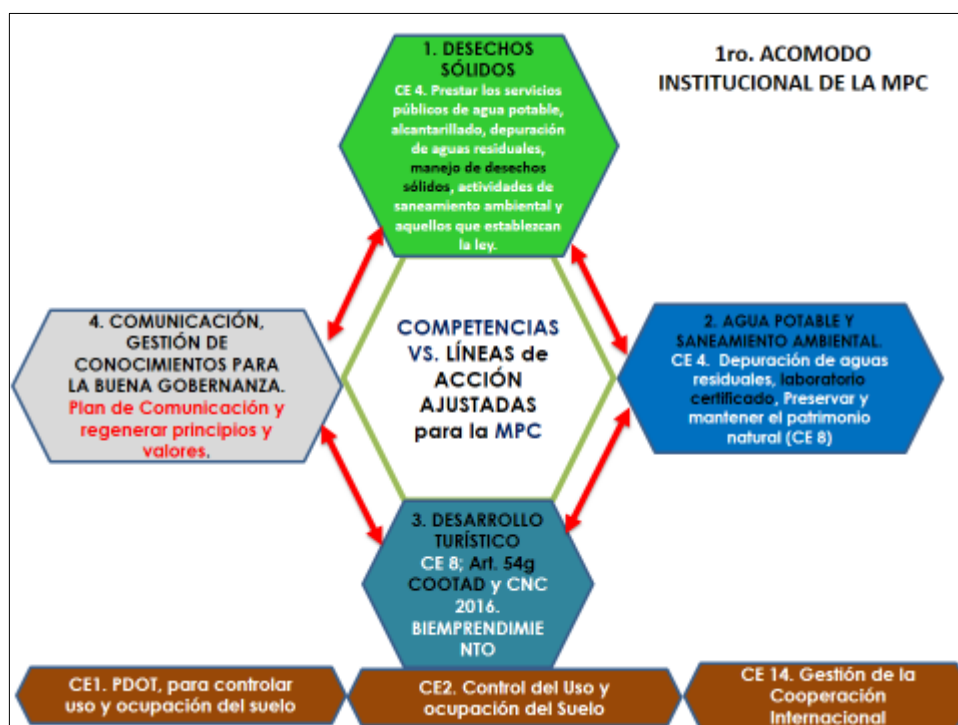 1. DESECHOS
SÓLIDOS
CE 4. Prestar los servicios
públicos de agua potable,
alcantarillado, depuración
de aguas residuales,
manejo de desechos
sólidos, actividades de
saneamiento ambiental y
aquellos que establezcan
la ley.
1ro. ACOMODO
INSTITUCIONAL DE LA MPC
4. COMUNICACIÓN,
GESTIÓN DE
CONOCIMIENTOS PARA
LA BUENA GOBERNANZA.
Plan de Comunicación y
regenerar principios y
valores.
COMPETENCIAS
VS. LÍNEAS de
ACCIÓN
AJUSTADAS
para la MPC
2. AGUA POTABLE Y
SANEAMIENTO AMBIENTAL.
CE 4. Depuración de aguas
residuales, laboratorio
certificado, Preservar y
mantener el patrimonio
natural (CE 8)
3. DESARROLLO
TURÍSTICO
CE 8; Art. 54g
COOTAD y CNC
2016.
BIEMPRENDIMIE
NTO
CE1. PDOT, para controlar
uso y ocupación del suelo
CE2. Control del Uso y
ocupación del Suelo
CE 14. Gestión de la
Cooperación
Internacional